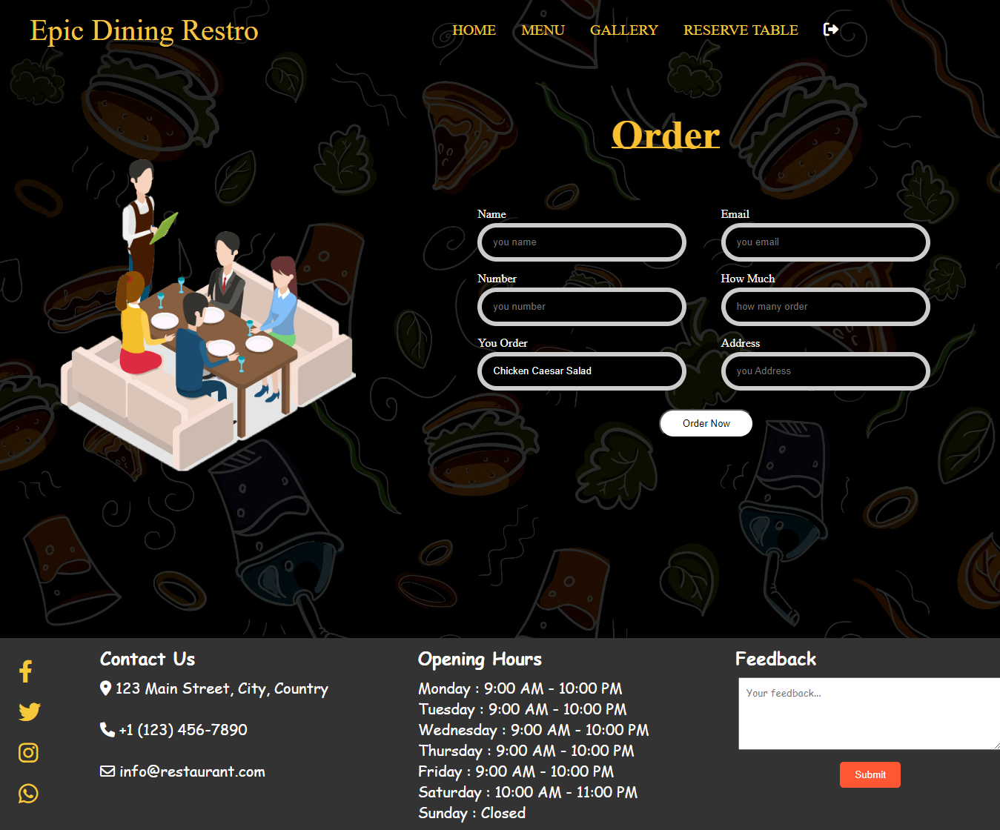 Epic Dining Restro
HOME MENU GALLERY RESERVE TABLE
Order
Name
you name
Email
you email
Number
you number
How Much
how many order
You Order
Chicken Caesar Salad
Address
you Address
Order Now
Contact Us
123 Main Street, City, Country
+1 (123) 456-7890
info@restaurant.com
Opening Hours
Monday : 9:00 AM - 10:00 PM
Tuesday : 9:00 AM - 10:00 PM
Wednesday : 9:00 AM - 10:00 PM
Thursday : 9:00 AM - 10:00 PM
Friday : 9:00 AM - 10:00 PM
Saturday : 10:00 AM - 11:00 PM
Sunday : Closed
Feedback
Your feedback...
Submit